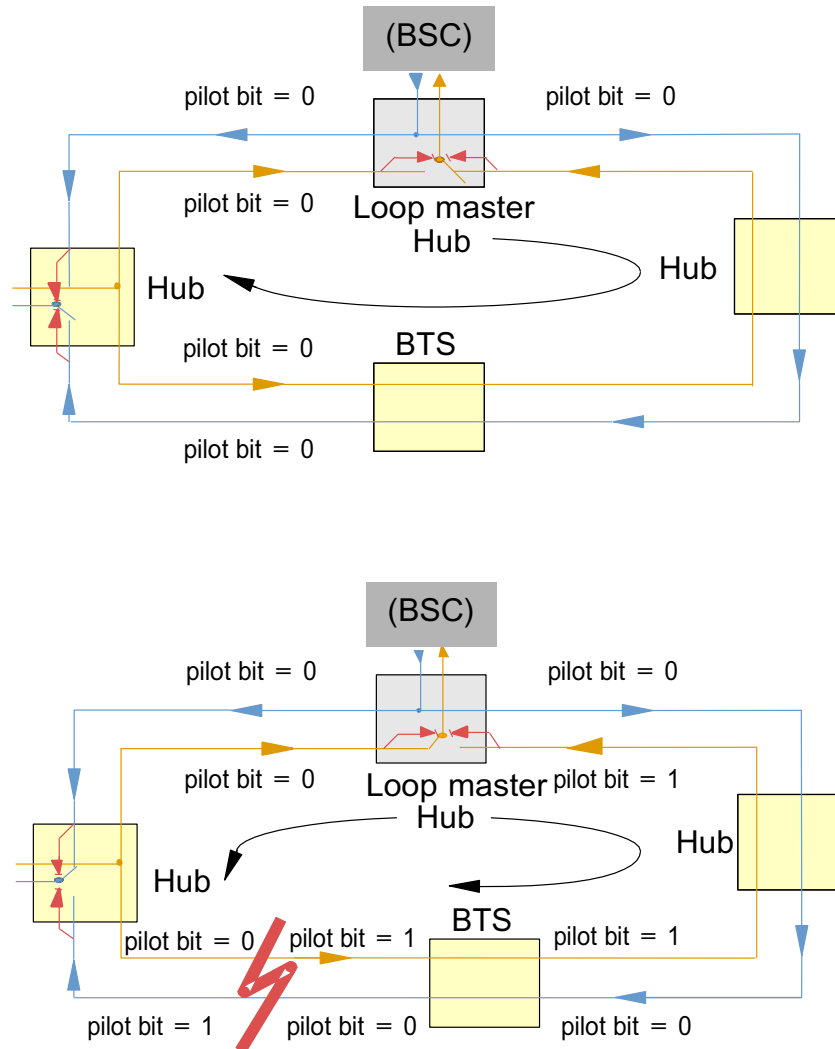 (BSC)
pilot bit = 0
pilot bit = 0
pilot bit = 0
Loop master
Hub
Hub
Hub
pilot bit = 0
BTS
pilot bit = 0
(BSC)
pilot bit = 0
pilot bit = 0
pilot bit = 0
Loop master
pilot bit = 1
Hub
Hub
Hub
pilot bit = 0
pilot bit = 1
BTS
pilot bit = 1
pilot bit = 1
pilot bit = 0
pilot bit = 0